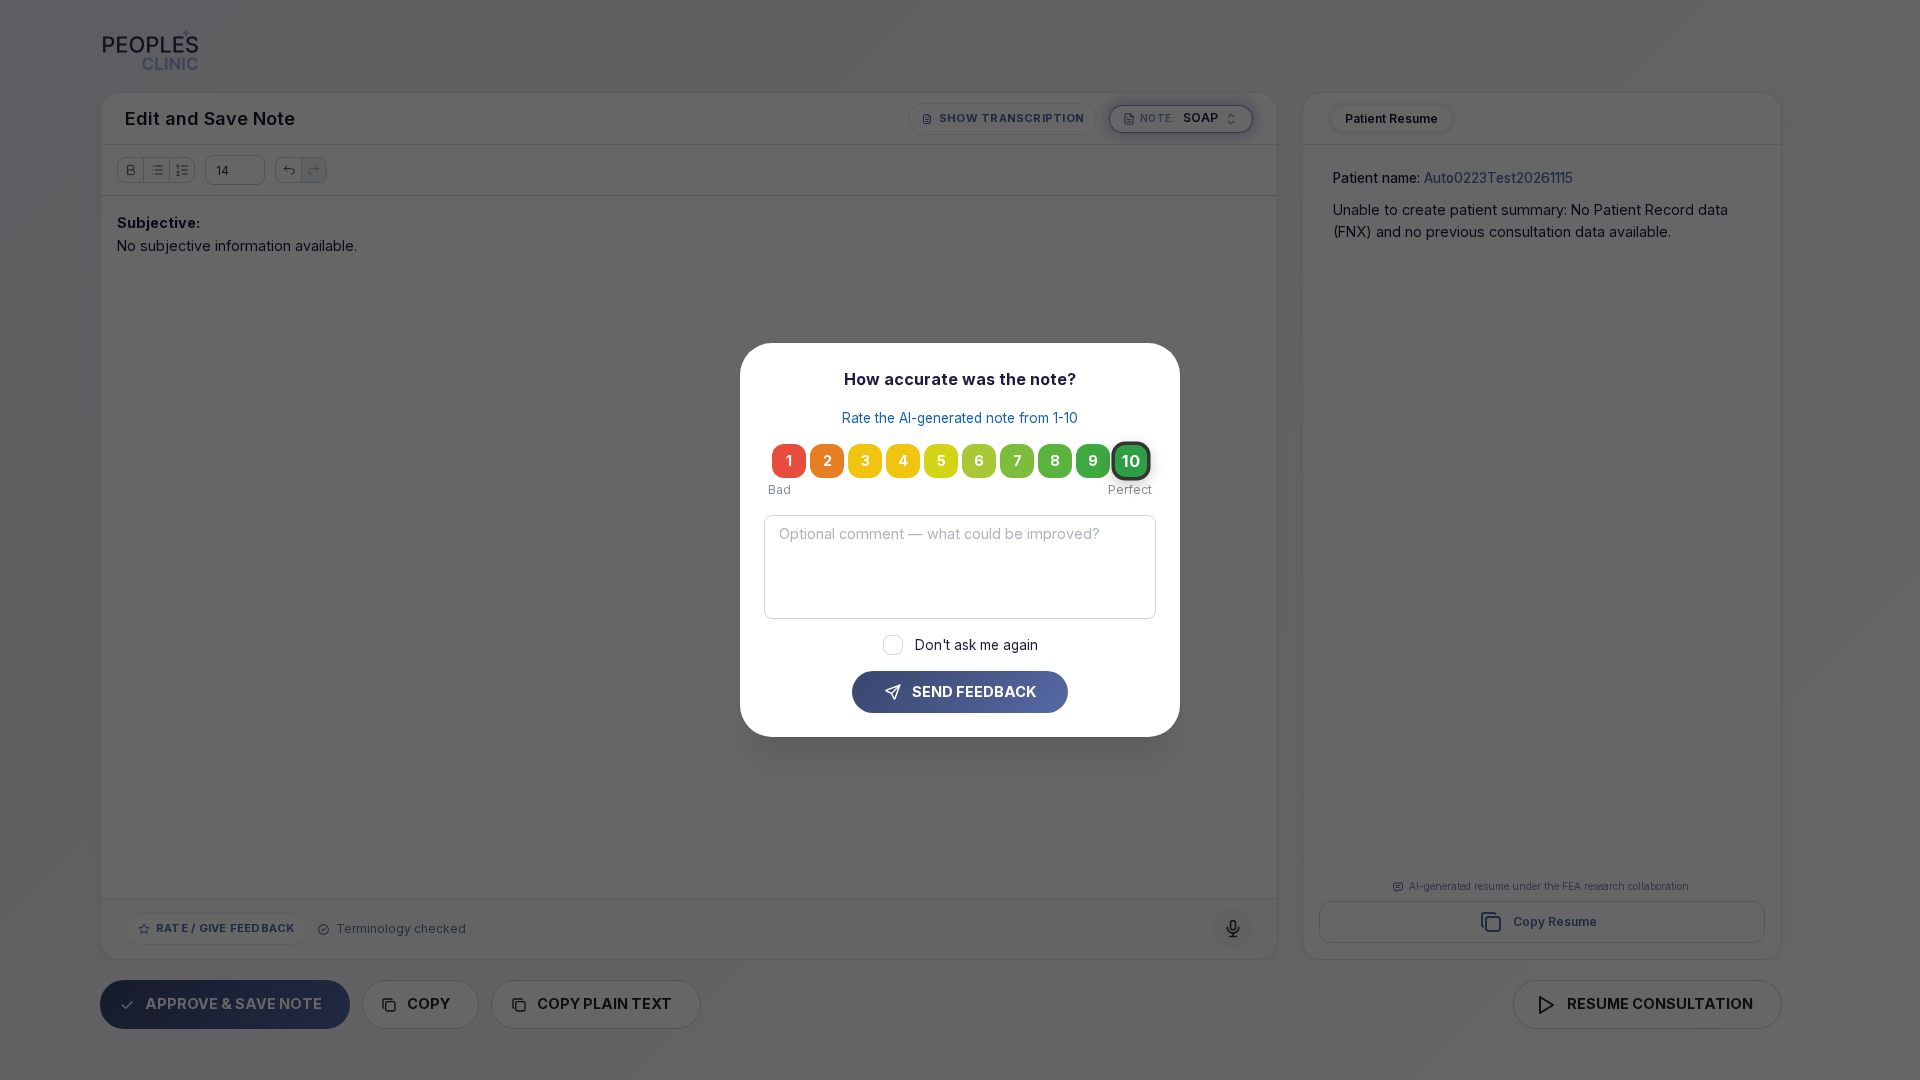 PEOPLES
CLINIC
Edit and Save Note
SHOW TRANSCRIPTION
NOTE: SOAP
14
Subjective:
No subjective information available.
Patient Resume
Patient name: Auto0223Test20261115
Unable to create patient summary: No Patient Record data
(FNX) and no previous consultation data available.
How accurate was the note?
Rate the AI-generated note from 1-10
1 2 3 4 5 6 7 8 9 10
Bad Perfect
Optional comment — what could be improved?
Don't ask me again
SEND FEEDBACK
RATE / GIVE FEEDBACK
Terminology checked
AI-generated resume under the FEA research collaboration.
Copy Resume
APPROVE & SAVE NOTE
COPY
COPY PLAIN TEXT
RESUME CONSULTATION